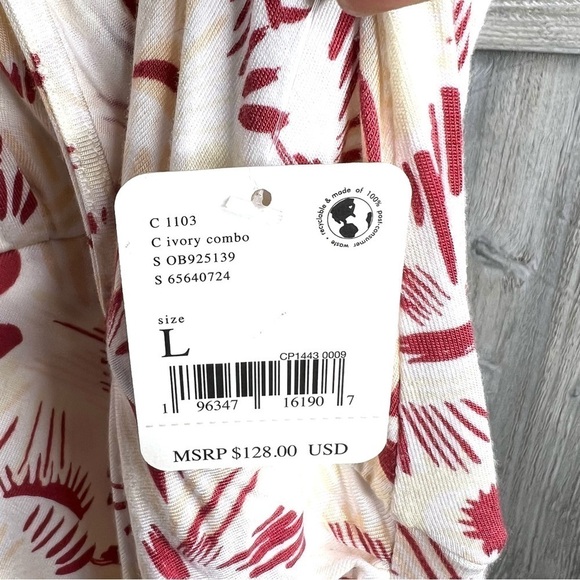 C 1103
C ivory combo
S OB925139
S 65640724
recyclable & made of 100% post-consumer waste •
size
L
CP1443 0009
1 96347 16190 7
MSRP $128.00 USD